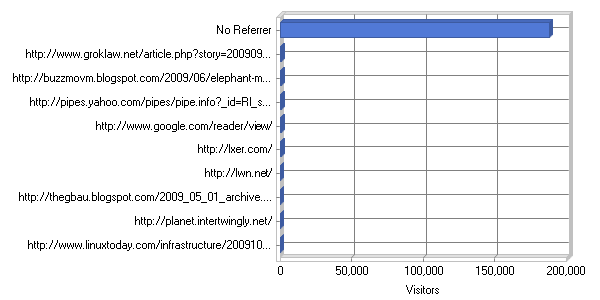 No Referrer
http://www.groklaw.net/article.php?story=200909...
http://buzzmovm.blogspot.com/2009/06/elephant-m...
http://pipes.yahoo.com/pipes/pipe.info?_id=RI_s...
http://www.google.com/reader/view/
http://lxer.com/
http://lwn.net/
http://thegbau.blogspot.com/2009_05_01_archive....
http://planet.intertwingly.net/
http://www.linuxtoday.com/infrastructure/200910...
0 50,000 100,000 150,000 200,000
Visitors